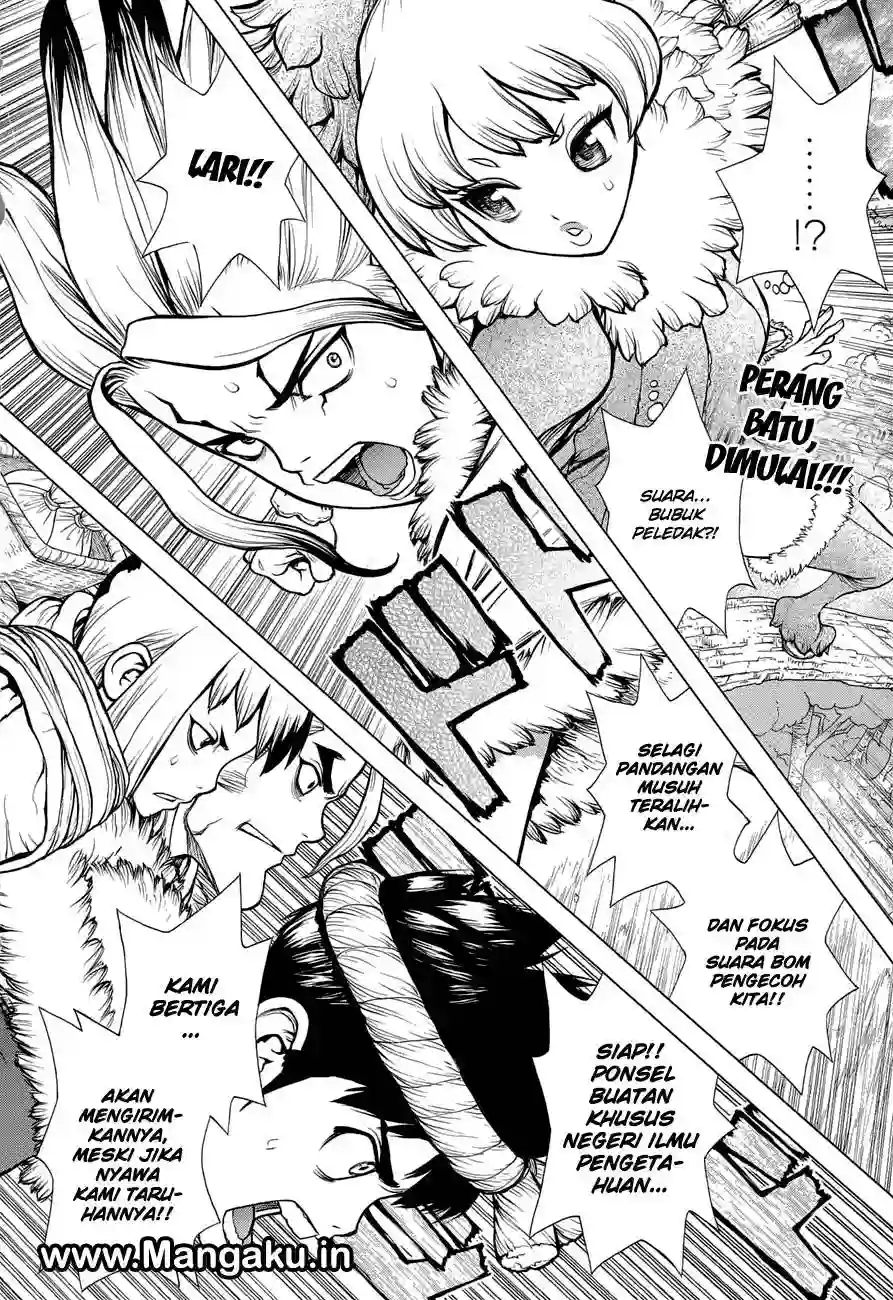 ......
!?
PERANG
BATU,
DIMULAI!!!
SUARA...
BUBUK
PELEDAK?!
LARI!!
SELAGI
PANDANGAN
MUSUH
TERALIH-
KAN...
DAN FOKUS
PADA
SUARA BOM
PENGECOH
KITA!!
SIAP!!
PONSEL
BUATAN
KHUSUS
NEGERI ILMU
PENGETA-
HUAN...
KAMI
BERTIGA
...
AKAN
MENGIRIM-
KANNYA,
MESKI JIKA
NYAWA
KAMI TARU-
HANNYA!!
ドド
www.Mangaku.in